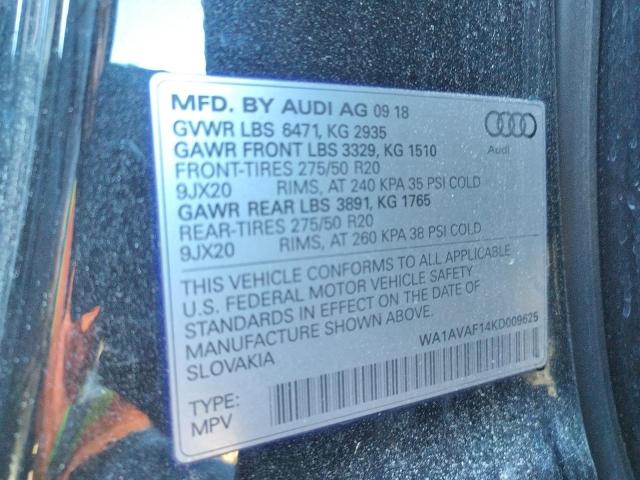 MFD. BY AUDI AG 09 18
GVWR LBS 6471, KG 2935
GAWR FRONT LBS 3329, KG 1510
FRONT-TIRES 275/50 R20
9JX20 RIMS, AT 240 KPA 35 PSI COLD
GAWR REAR LBS 3891, KG 1765
REAR-TIRES 275/50 R20
9JX20 RIMS, AT 260 KPA 38 PSI COLD
Audi
THIS VEHICLE CONFORMS TO ALL APPLICABLE
U.S. FEDERAL MOTOR VEHICLE SAFETY
STANDARDS IN EFFECT ON THE DATE OF
MANUFACTURE SHOWN ABOVE.
SLOVAKIA
WA1AVAF14KD009625
TYPE:
MPV